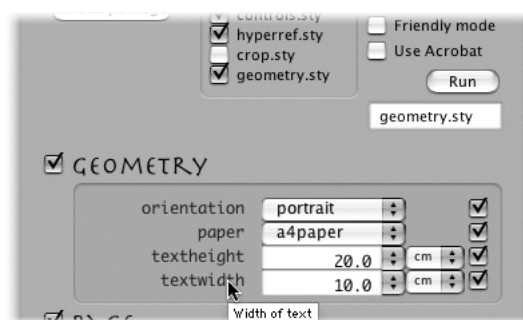 controls.sty
hyperref.sty
crop.sty
geometry.sty
Friendly mode
Use Acrobat
Run
geometry.sty
GEOMETRY
orientation portrait
paper a4paper
textheight 20.0 cm
textwidth 10.0 cm
Width of text